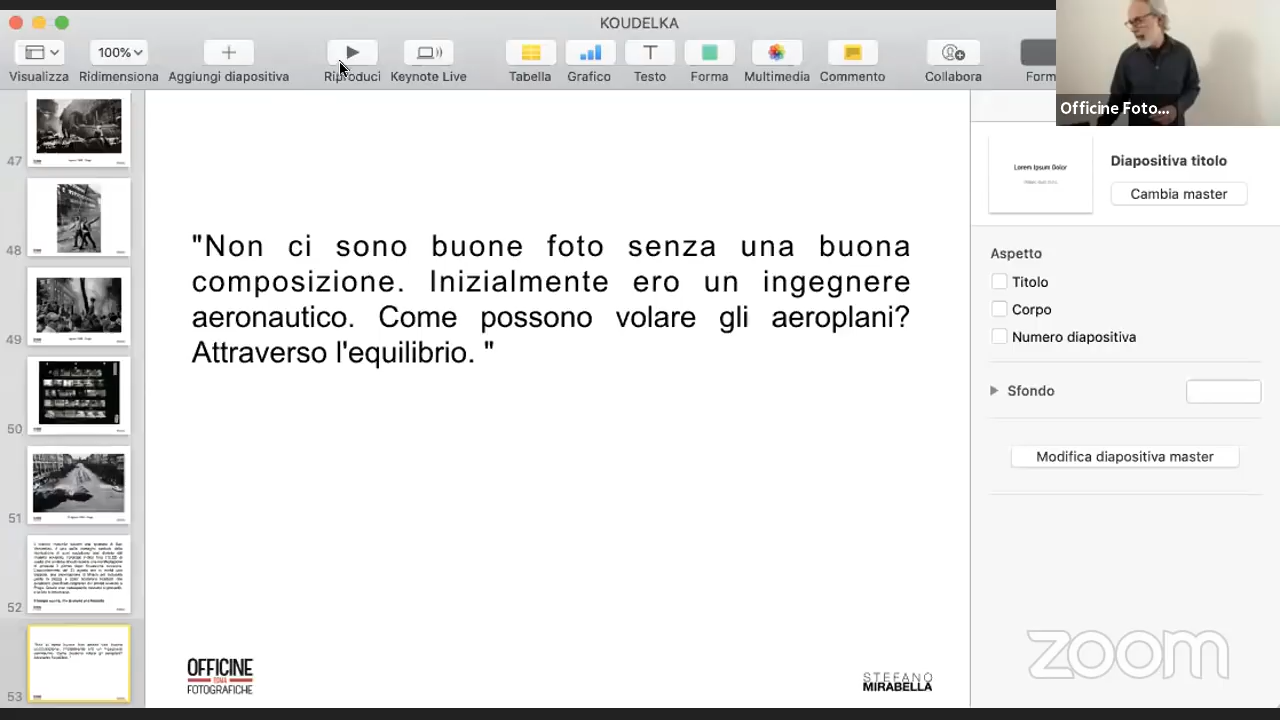 KOUDELKA
100%
Visualizza
Ridimensiona
Aggiungi diapositiva
Riproduci
Keynote Live
Tabella
Grafico
Testo
Forma
Multimedia
Commento
Collabora
Form
Officine Foto...
47
48
49
50
51
52
53
"Non ci sono buone foto senza una buona
composizione. Inizialmente ero un ingegnere
aeronautico. Come possono volare gli aeroplani?
Attraverso l'equilibrio. "
OFFICINE
ROMA
FOTOGRAFICHE
STEFANO
MIRABELLA
Lorem Ipsum Dolor
Diapositiva titolo
Cambia master
Aspetto
Titolo
Corpo
Numero diapositiva
Sfondo
Modifica diapositiva master
zoom